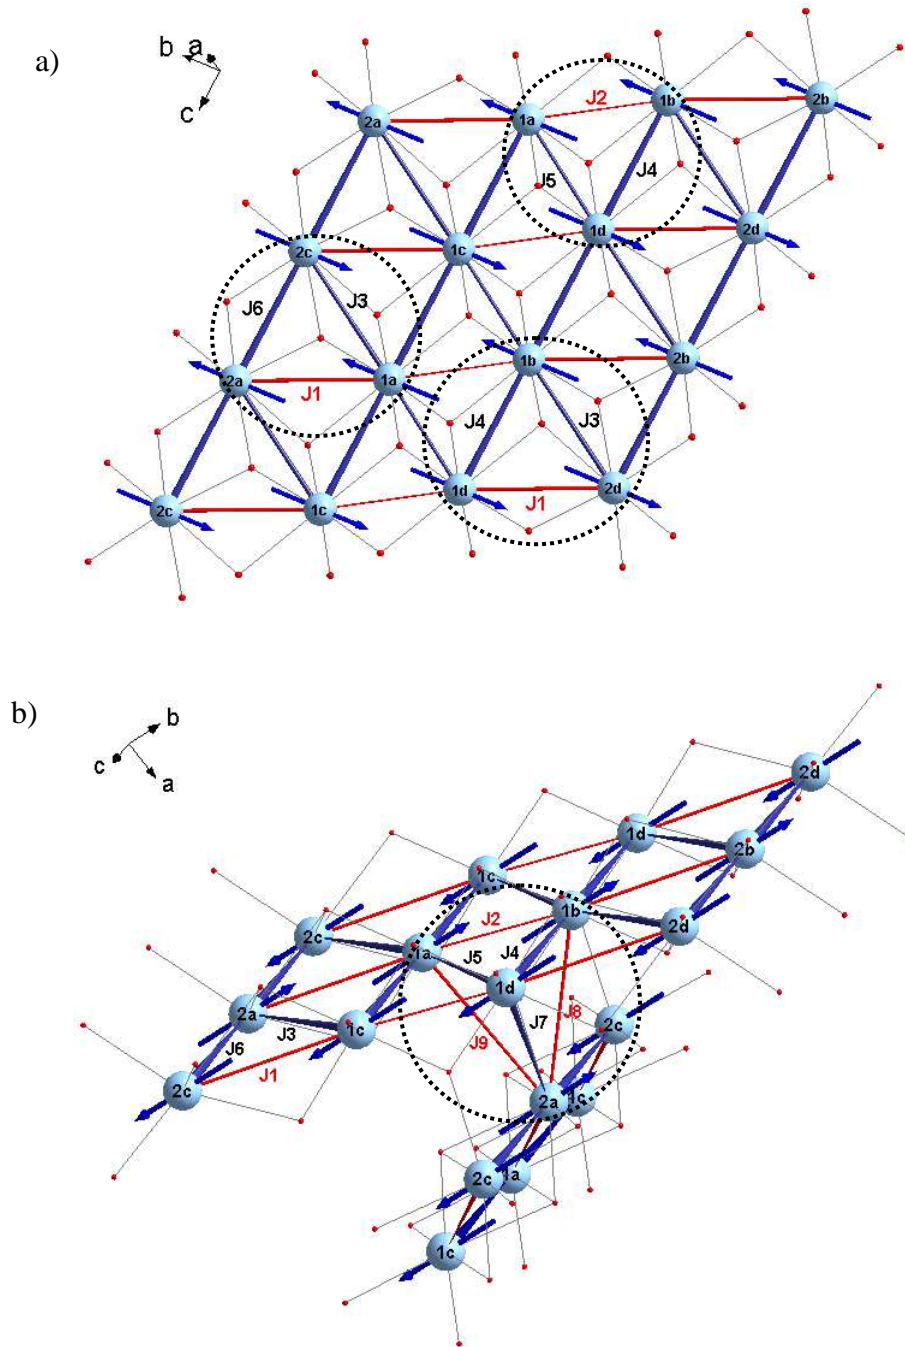 a)
b a
c
2a 1a J2 1b 2b
J5 J4
2c 1c 1d 2d
J6 J3
2a J1 1a 1b 2b
J4 J3
2c 1c 1d J1 2d
b)
b
c
a
2d
1d
2b
1c
1b
2c J2 2d
1a J5 J4
1d
2a J7 J8 2c
J3 1c
J6 J9
J1
2c 2a 1c
2c 1a
1c